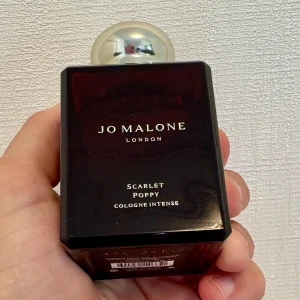 JO MALONE
LONDON
SCARLET
POPPY
COLOGNE INTENSE